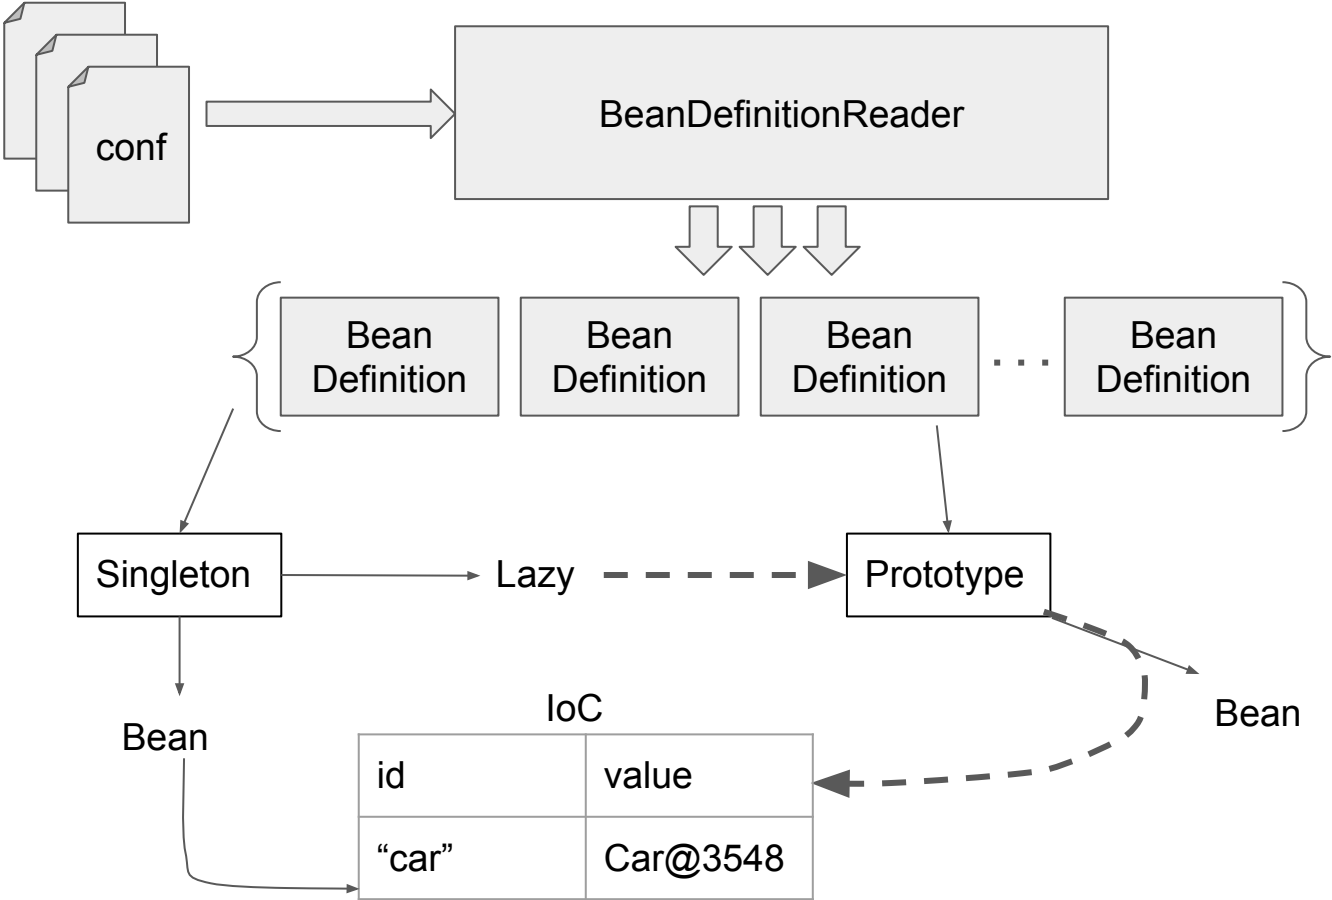 conf
BeanDefinitionReader
Bean
Definition
Bean
Definition
Bean
Definition
...
Bean
Definition
Singleton
Lazy
Prototype
Bean
IoC
Bean
id
value
“car”
Car@3548